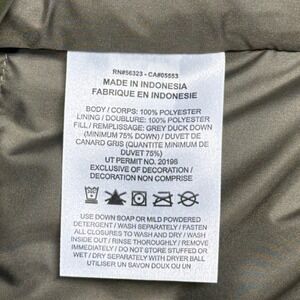 RN#56323 - CA#05553
MADE IN INDONESIA
FABRIQUE EN INDONESIE
BODY / CORPS: 100% POLYESTER
LINING / DOUBLURE: 100% POLYESTER
FILL / REMPLISSAGE: GREY DUCK DOWN
(MINIMUM 75% DOWN) / DUVET DE
CANARD GRIS (QUANTITE MINIMUM DE
DUVET 75%)
UT PERMIT NO. 20196
EXCLUSIVE OF DECORATION /
DECORATION NON COMPRISE
USE DOWN SOAP OR MILD POWDERED
DETERGENT / WASH SEPARATELY / FASTEN
ALL CLOSURES TO WASH AND DRY / WASH
INSIDE OUT / RINSE THOROUGHLY / REMOVE
IMMEDIATELY / DO NOT STORE STUFFED OR
WET / DRY SEPARATELY WITH DRYER BALL
UTILISER UN SAVON DOUX OU UN